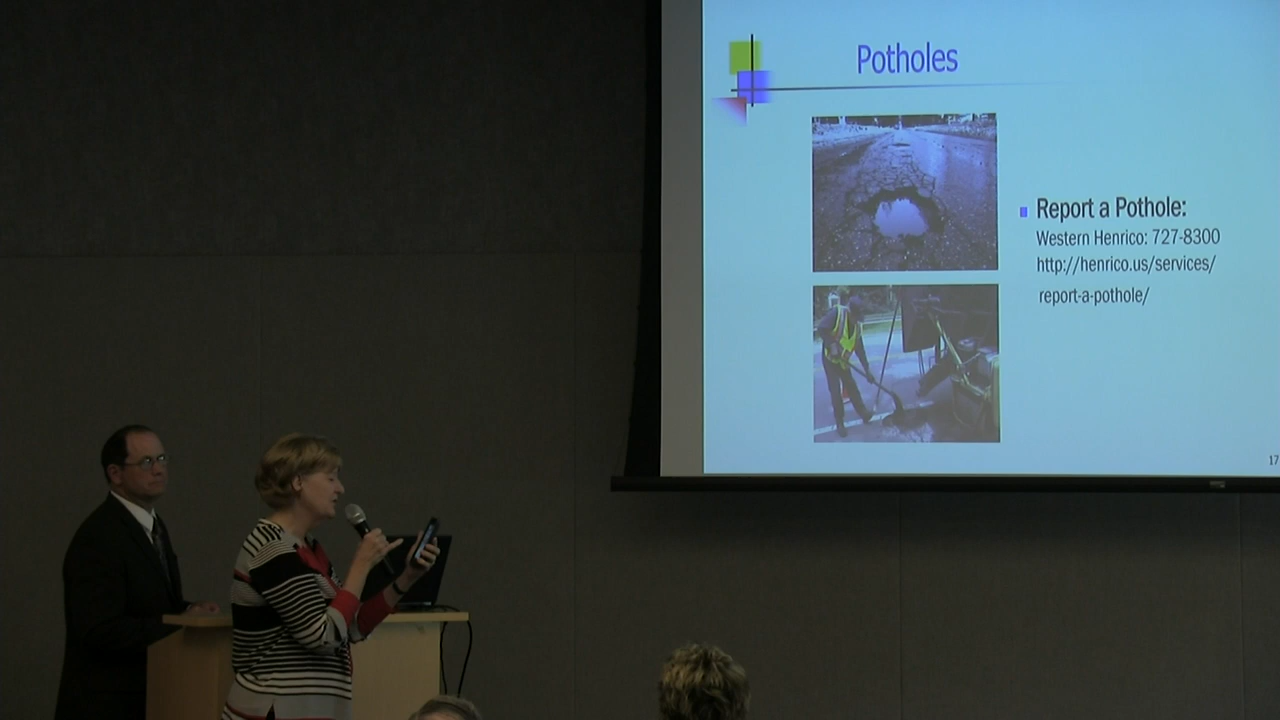 Potholes
Report a Pothole:
Western Henrico: 727-8300
http://henrico.us/services/
report-a-pothole/
17